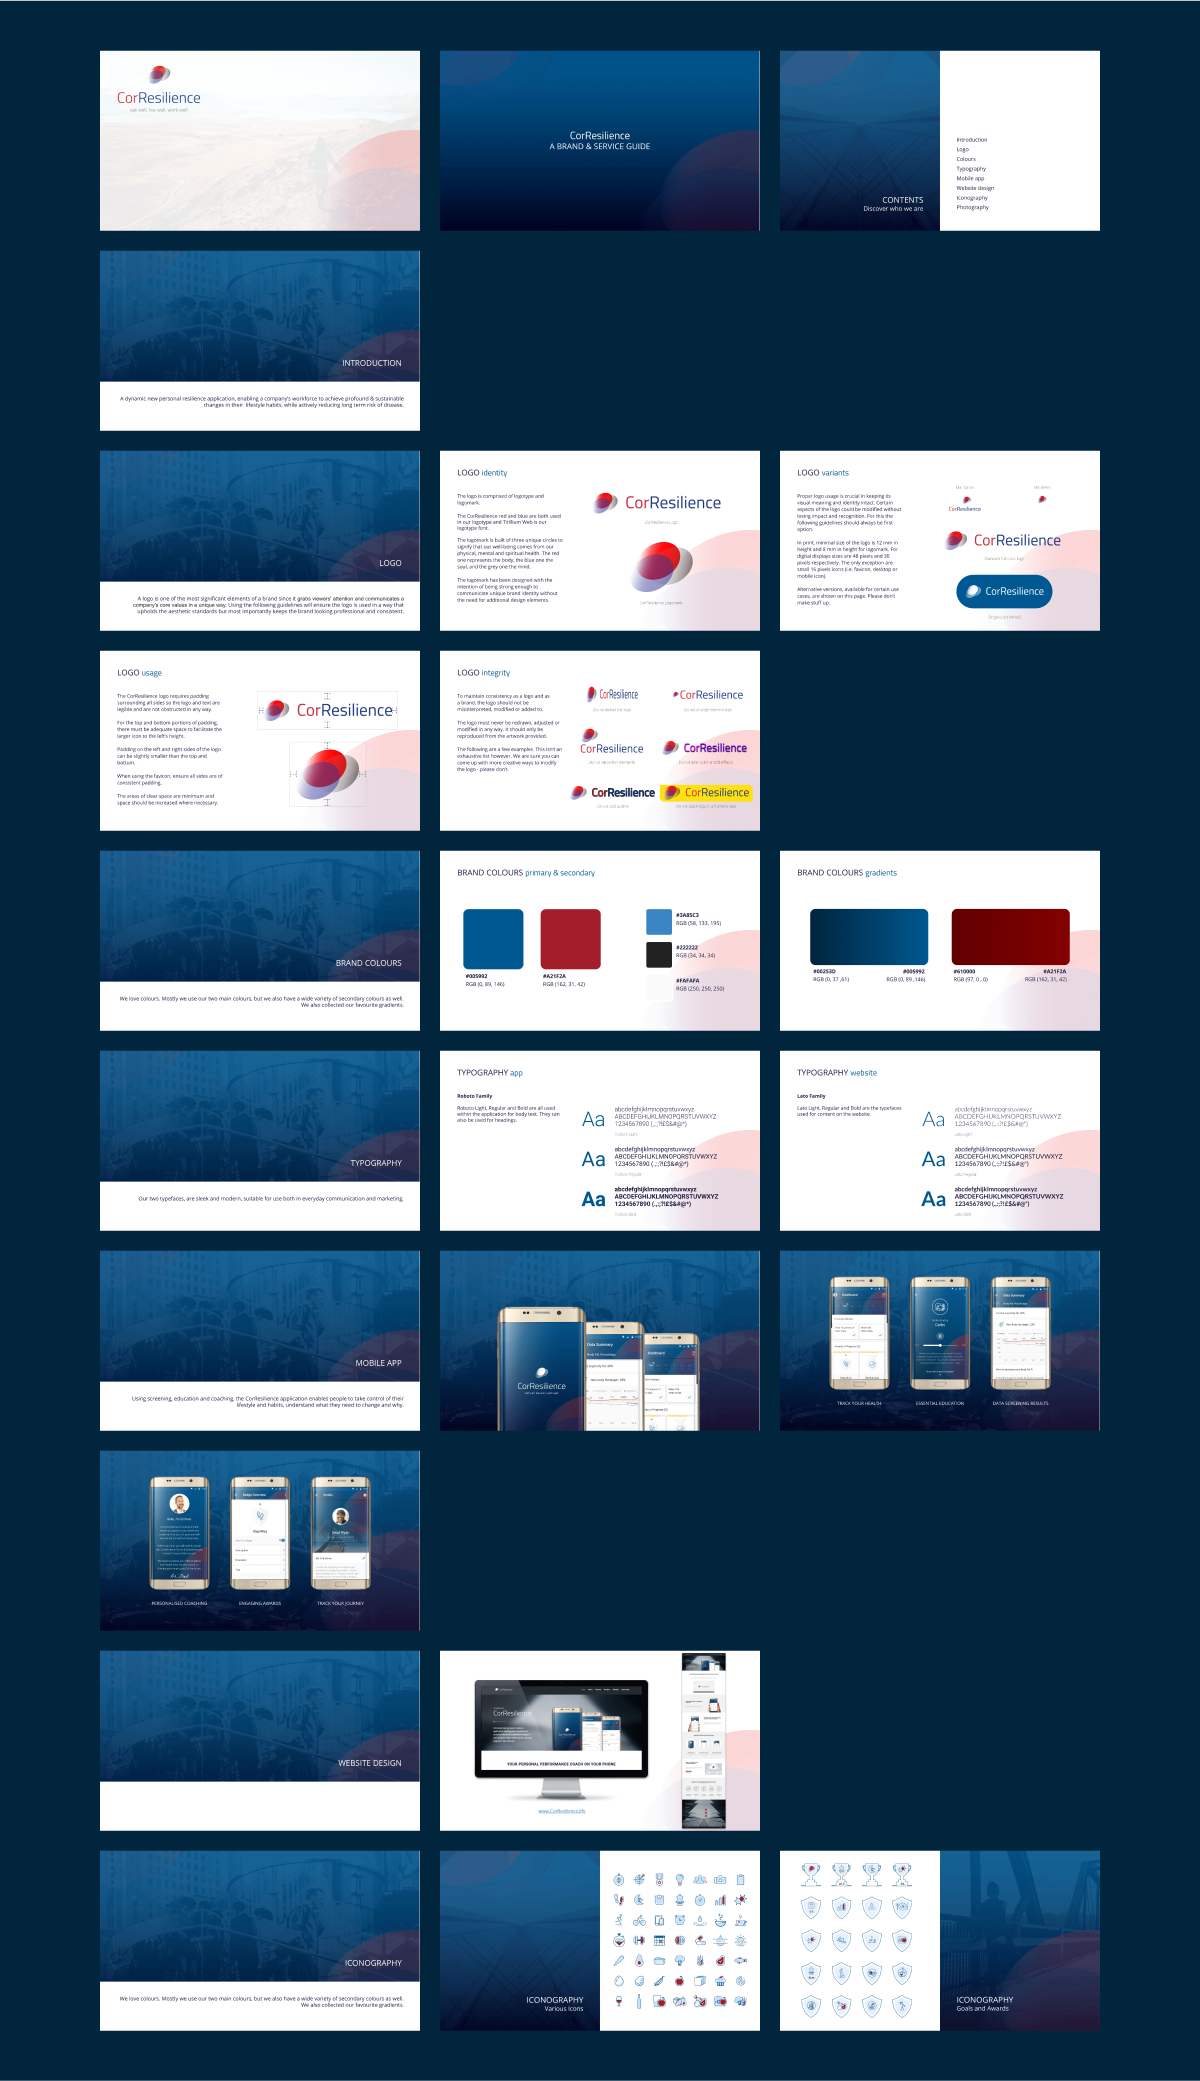 CorResilience
eat well, live well, work well
CorResilience
A BRAND & SERVICE GUIDE
CONTENTS
Discover who we are
Introduction
Logo
Colours
Typography
Mobile app
Website design
Iconography
Photography
INTRODUCTION
A dynamic new personal resilience application, enabling a company's workforce to achieve profound & sustainable
changes in their lifestyle habits, while actively reducing long term risk of disease.
LOGO
A logo is one of the most significant elements of a brand since it grabs viewers' attention and communicates a
company's core values in a unique way. Using the following guidelines will ensure the logo is used in a way that
upholds the aesthetic standards but most importantly keeps the brand looking professional and consistent.
LOGO identity
The logo is comprised of logotype and
logomark.
The CorResilience red and blue are both used
in our logotype and Titillium Web is our
logotype font.
The logomark is built of three unique circles to
signify that our well-being comes from our
physical, mental and spiritual health. The red
one represents the body, the blue one the
soul, and the grey one the mind.
The logomark has been designed with the
intention of being strong enough to
communicate unique brand identity without
the need for additional design elements.
CorResilience
CorResilience Logo
CorResilience Logomark
LOGO variants
Proper logo usage is crucial in keeping its
visual meaning and identity intact. Certain
aspects of the logo could be modified without
losing impact and recognition. For this the
following guidelines should always be first
option.
In print, minimal size of the logo is 12 mm in
height and 8 mm in height for logomark. For
digital displays sizes are 48 pixels and 30
pixels respectively. The only exception are
small 16 pixels icons (i.e. favicon, desktop or
mobile icon)
Alternative versions, available for certain use
cases, are shown on this page. Please don't
make stuff up.
CorResilience
CorResilience
CorResilience
LOGO usage
The CorResilience logo requires padding
surrounding all sides so the logo and text are
legible and are not obstructed in any way.
For the top and bottom portions of padding,
there must be adequate space to facilitate the
larger icon to the left's height.
Padding on the left and right sides of the logo
can be slightly smaller than the top and
bottom.
When using the favicon, ensure all sides are of
consistent padding.
The areas of clear space are minimum and
space should be increased where necessary.
CorResilience
LOGO integrity
To maintain consistency as a logo and as
a brand, the logo should not be
misinterpreted, modified or added to.
The logo must never be redrawn, adjusted or
modified in any way. It should only be
reproduced from the artwork provided.
The following are a few examples. This isn't an
exhaustive list however. We are sure you can
come up with more creative ways to modify
the logo - please don't.
CorResilience
CorResilience
CorResilience
CorResilience
CorResilience
CorResilience
BRAND COLOURS
We love colours. Mostly we use our two main colours, but we also have a wide variety of secondary colours as well.
We also collected our favourite gradients.
BRAND COLOURS primary & secondary
#005992
RGB (0, 89, 146)
#A21F2A
RGB (162, 31, 42)
#3A85C3
RGB (58, 133, 195)
#222222
RGB (34, 34, 34)
#FAFAFA
RGB (250, 250, 250)
BRAND COLOURS gradients
#00253D
RGB (0, 37 ,61)
#005992
RGB (0, 89 ,146)
#610000
RGB (97, 0 , 0)
#A21F2A
RGB (162, 31, 42)
TYPOGRAPHY
Our two typefaces, are sleek and modern, suitable for use both in everyday communication and marketing.
TYPOGRAPHY app
Roboto Family
Roboto Light, Regular and Bold are all used
within the application for body text. They can
also be used for headings.
Aa
abcdefghijklmnopqrstuvwxyz
ABCDEFGHIJKLMNOPQRSTUVWXYZ
1234567890 (,.;:?!£$&#@*)
Roboto Light
Aa
abcdefghijklmnopqrstuvwxyz
ABCDEFGHIJKLMNOPQRSTUVWXYZ
1234567890 (,.;:?!£$&#@*)
Roboto Regular
Aa
abcdefghijklmnopqrstuvwxyz
ABCDEFGHIJKLMNOPQRSTUVWXYZ
1234567890 (,.;:?!£$&#@*)
Roboto Bold
TYPOGRAPHY website
Lato Family
Lato Light, Regular and Bold are the typefaces
used for content on the website.
Aa
abcdefghijklmnopqrstuvwxyz
ABCDEFGHIJKLMNOPQRSTUVWXYZ
1234567890 (,.;:?!£$&#@*)
Lato Light
Aa
abcdefghijklmnopqrstuvwxyz
ABCDEFGHIJKLMNOPQRSTUVWXYZ
1234567890 (,.;:?!£$&#@*)
Lato Regular
Aa
abcdefghijklmnopqrstuvwxyz
ABCDEFGHIJKLMNOPQRSTUVWXYZ
1234567890 (,.;:?!£$&#@*)
Lato Bold
MOBILE APP
Using screening, education and coaching, the CorResilience application enables people to take control of their
lifestyle and habits, understand what they need to change and why.
CorResilience
Data Summary
Body Fat Percentage
Dashboard
Dashboard
Data Summary
TRACK YOUR HEALTH
ESSENTIAL EDUCATION
DATA SCREENING RESULTS
PERSONALISED COACHING
ENGAGING AWARDS
TRACK YOUR JOURNEY
WEBSITE DESIGN
CorResilience
YOUR PERSONAL PERFORMANCE COACH ON YOUR PHONE
www.CorResilience.life
ICONOGRAPHY
We love colours. Mostly we use our two main colours, but we also have a wide variety of secondary colours as well.
We also collected our favourite gradients.
ICONOGRAPHY
Various Icons
ICONOGRAPHY
Goals and Awards